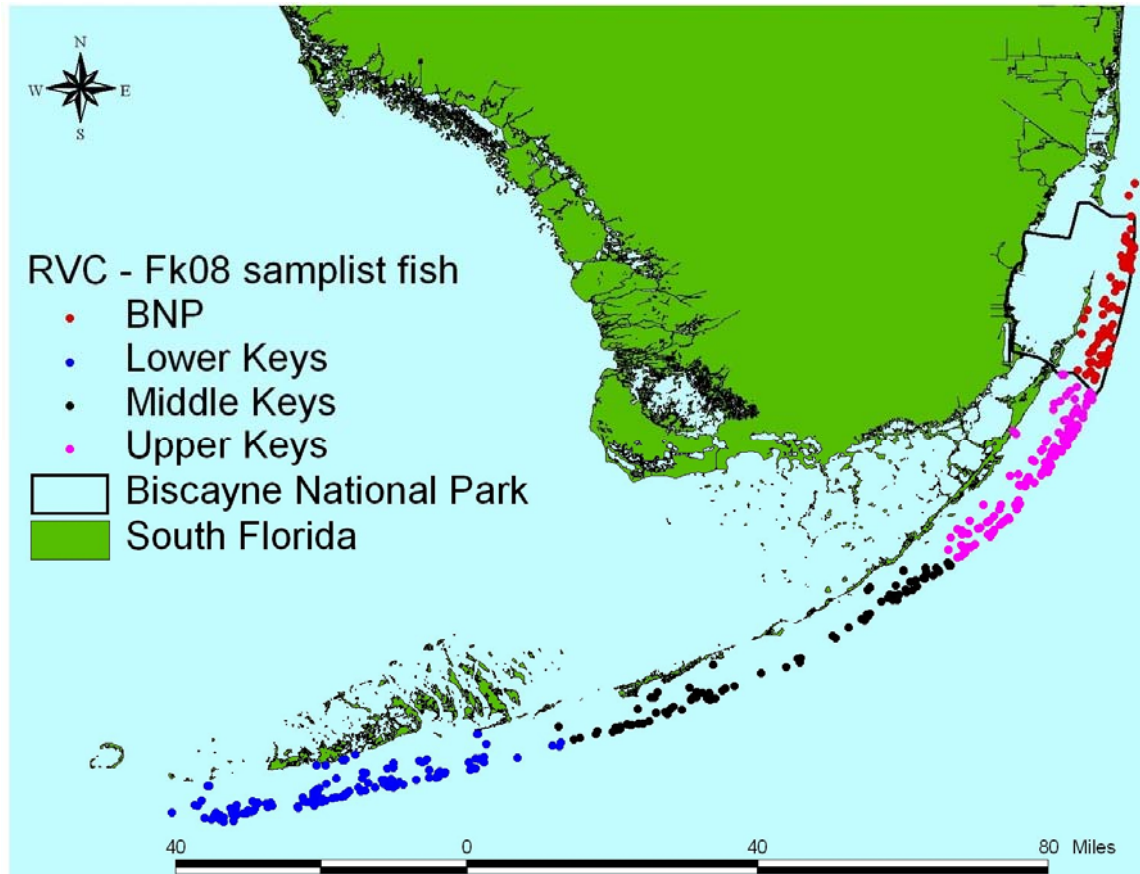 N
W E
S
RVC - Fk08 samplist fish
BNP
Lower Keys
Middle Keys
Upper Keys
Biscayne National Park
South Florida
40 0 40 80 Miles